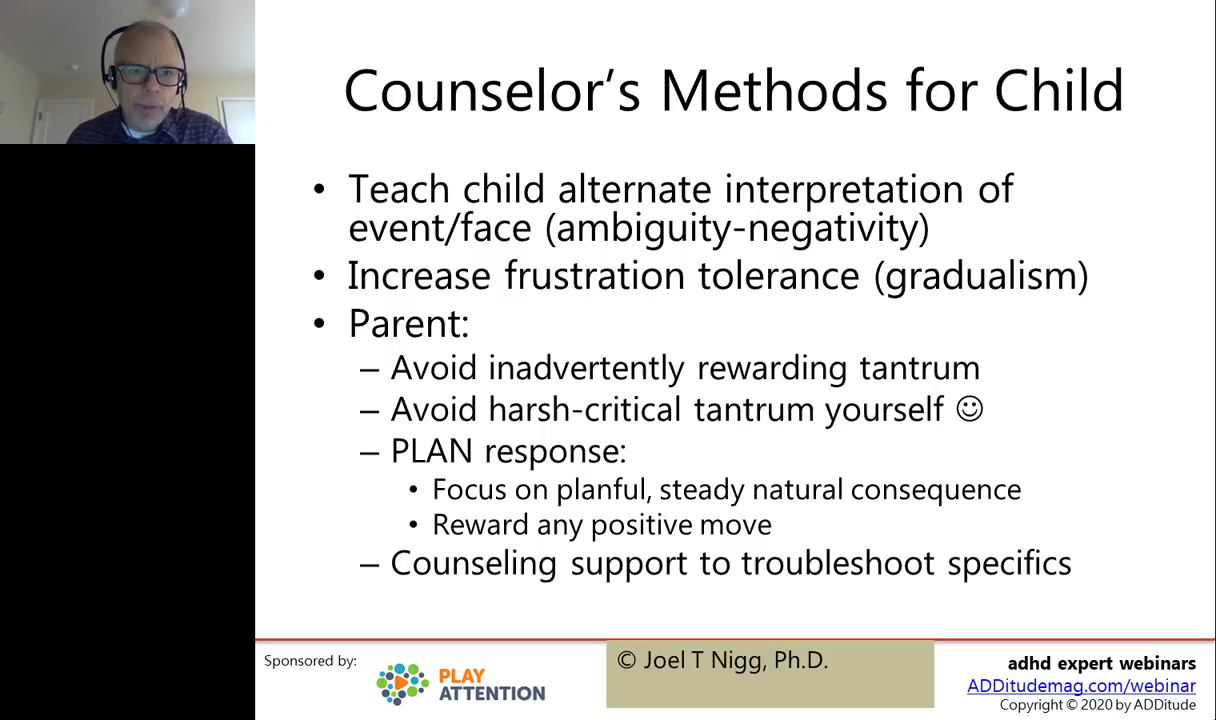 Counselor’s Methods for Child
• Teach child alternate interpretation of
event/face (ambiguity-negativity)
• Increase frustration tolerance (gradualism)
• Parent:
– Avoid inadvertently rewarding tantrum
– Avoid harsh-critical tantrum yourself ☺
– PLAN response:
• Focus on planful, steady natural consequence
• Reward any positive move
– Counseling support to troubleshoot specifics
Sponsored by:
PLAY
ATTENTION
© Joel T Nigg, Ph.D.
adhd expert webinars
ADDitudemag.com/webinar
Copyright © 2020 by ADDitude